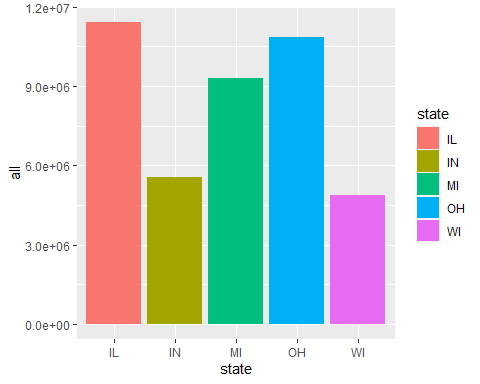 1.2e+07
9.0e+06
6.0e+06
3.0e+06
0.0e+00
all
IL IN MI OH WI
state
state
IL
IN
MI
OH
WI